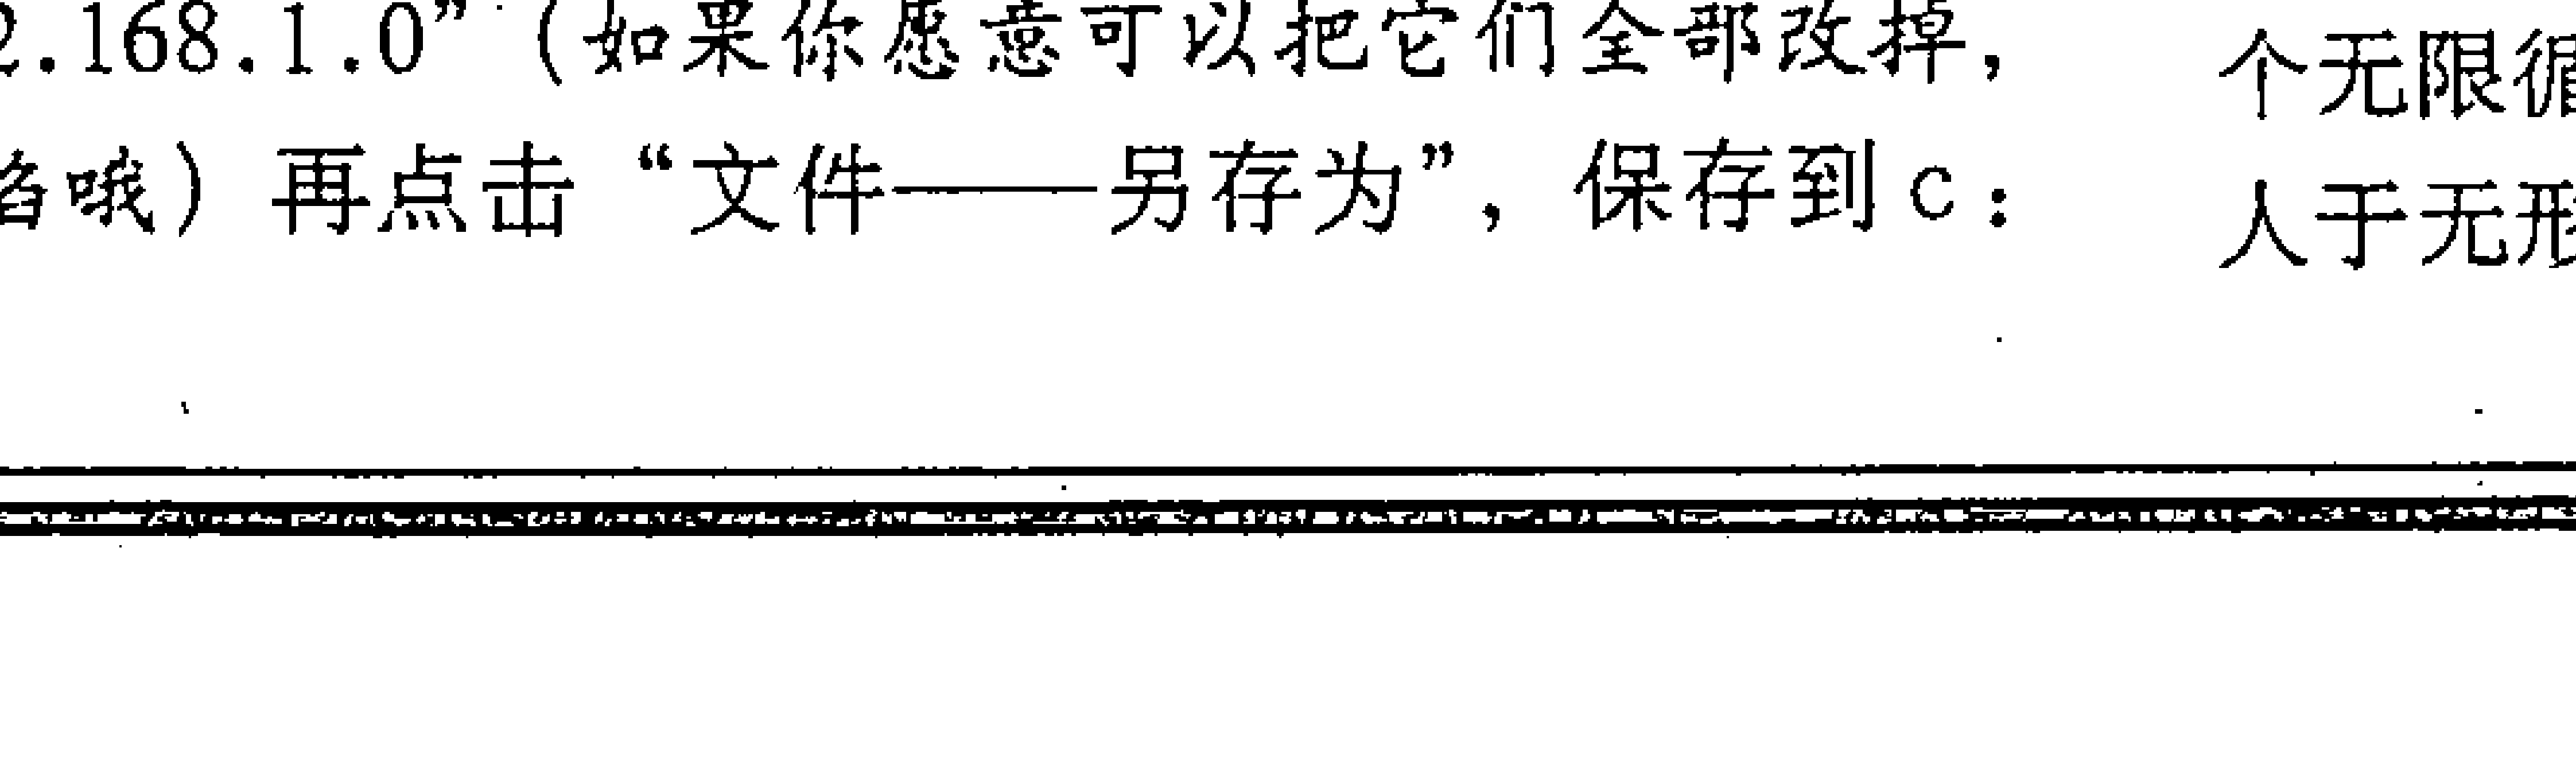 2.168.1.0”（如果你愿意可以把它们全部改掉，
哦）再点击“文件——另存为”，保存到c：
个无限循
人于无形